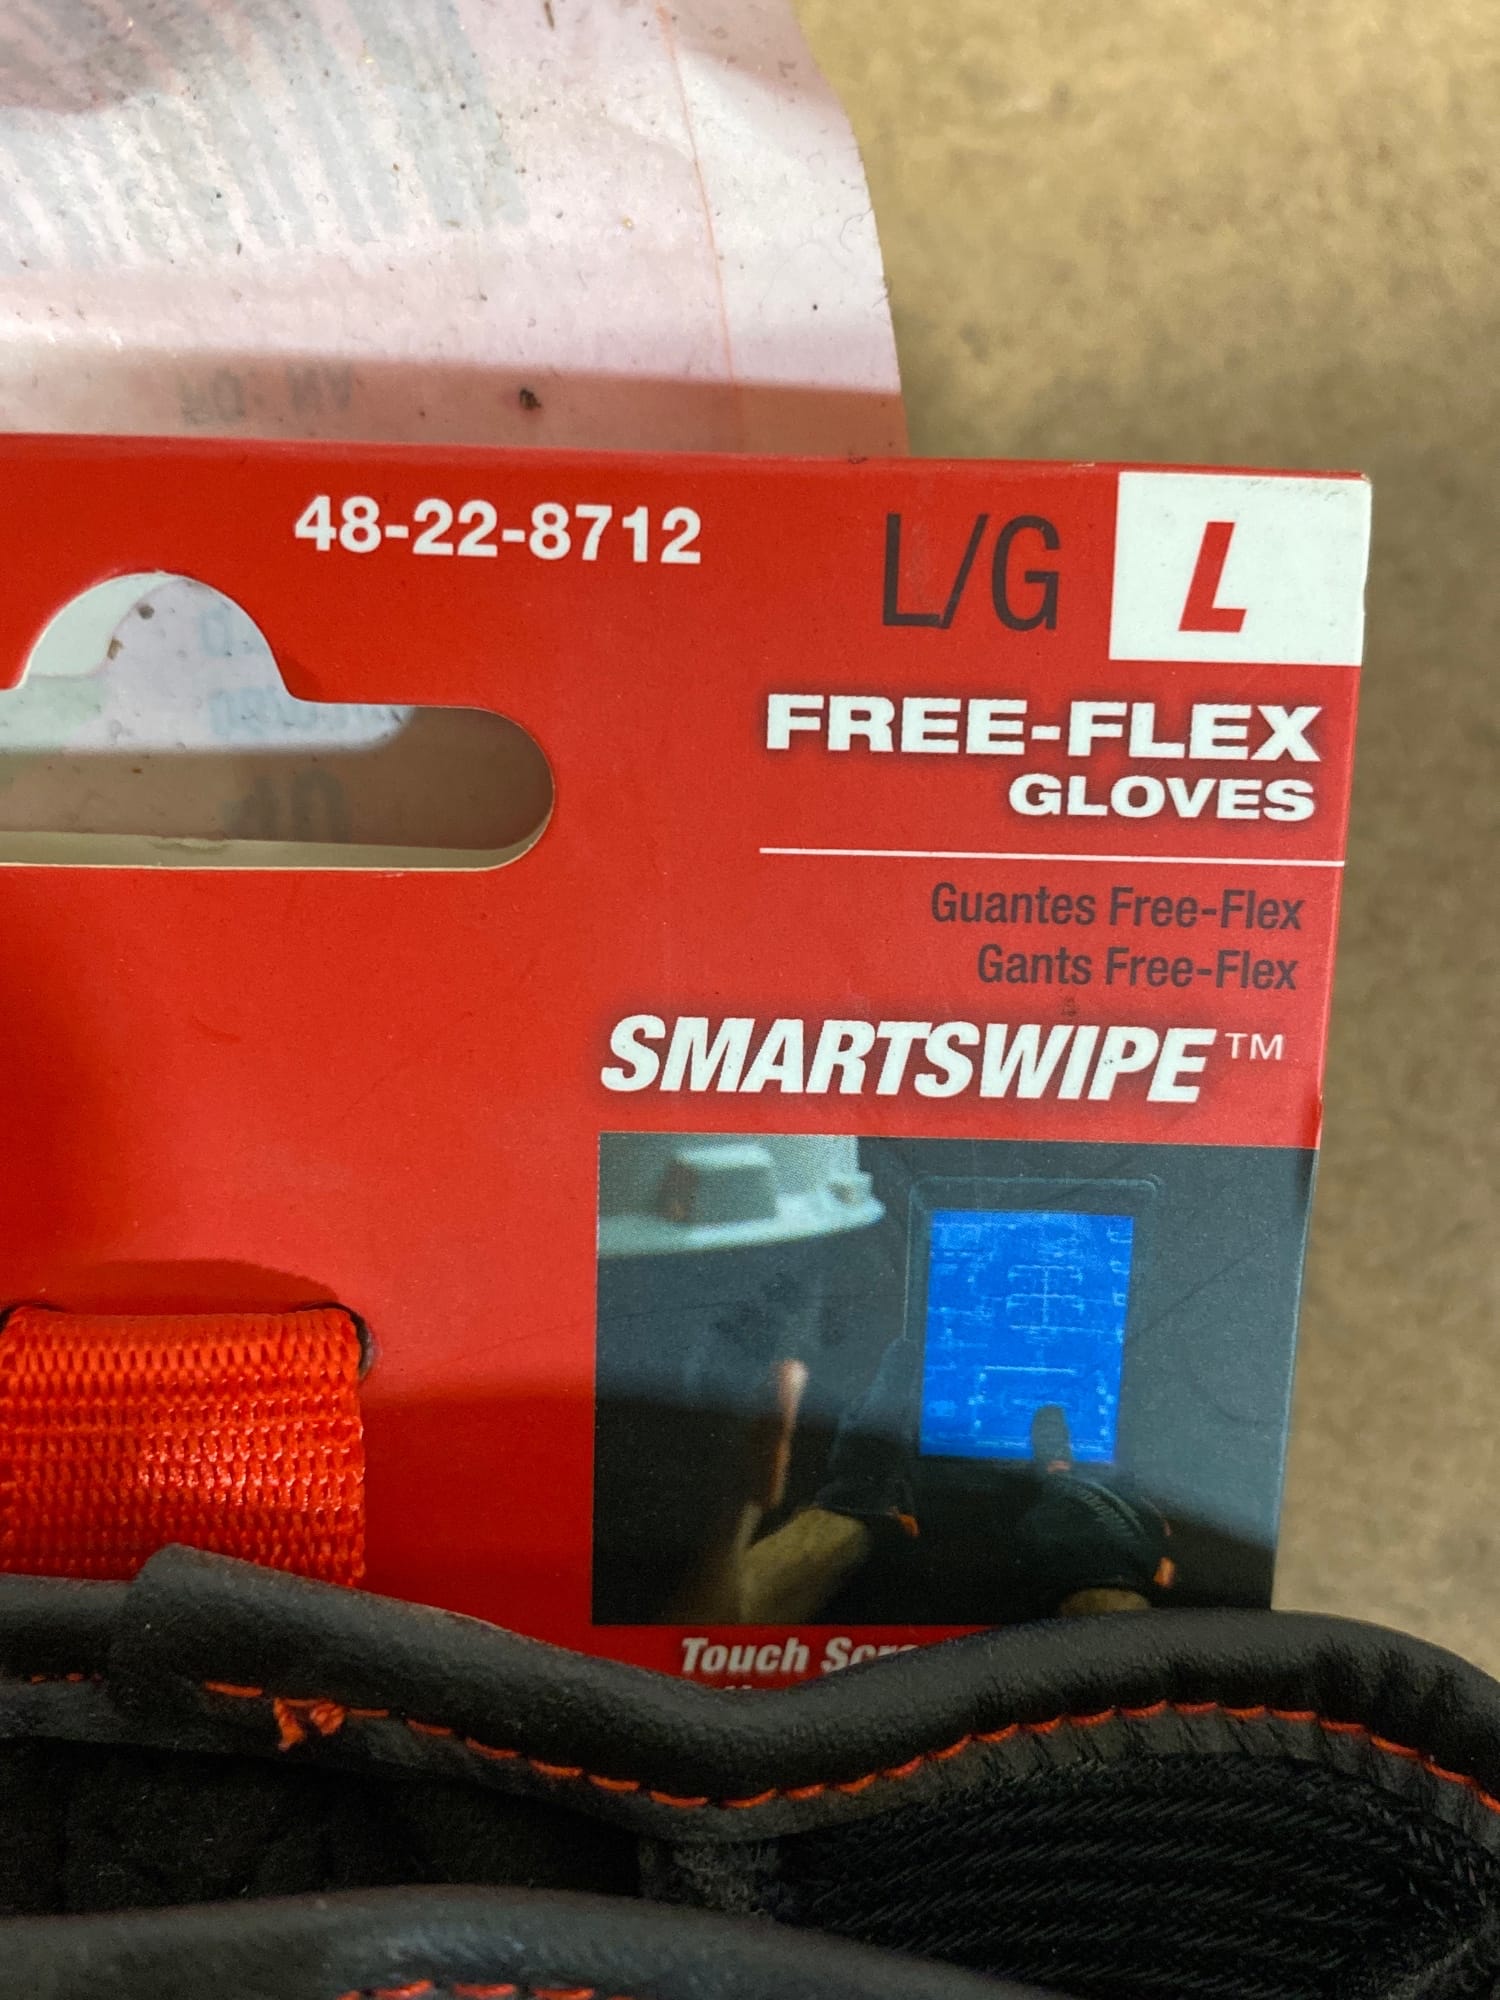 48-22-8712
L/G L
FREE-FLEX
GLOVES
Guantes Free-Flex
Gants Free-Flex
SMARTSWIPE™
Touch